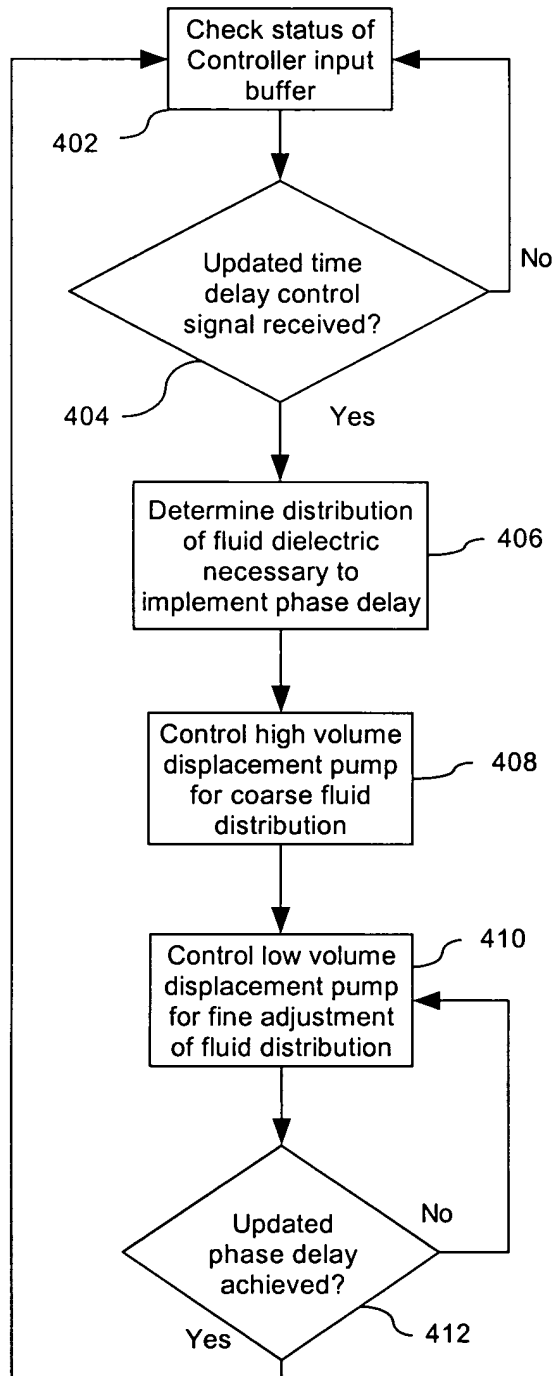 Check status of
Controller input
buffer
402
Updated time
delay control
signal received?
No
404
Yes
Determine distribution
of fluid dielectric
necessary to
implement phase delay
406
Control high volume
displacement pump
for coarse fluid
distribution
408
Control low volume
displacement pump
for fine adjustment
of fluid distribution
410
Updated
phase delay
achieved?
No
Yes
412